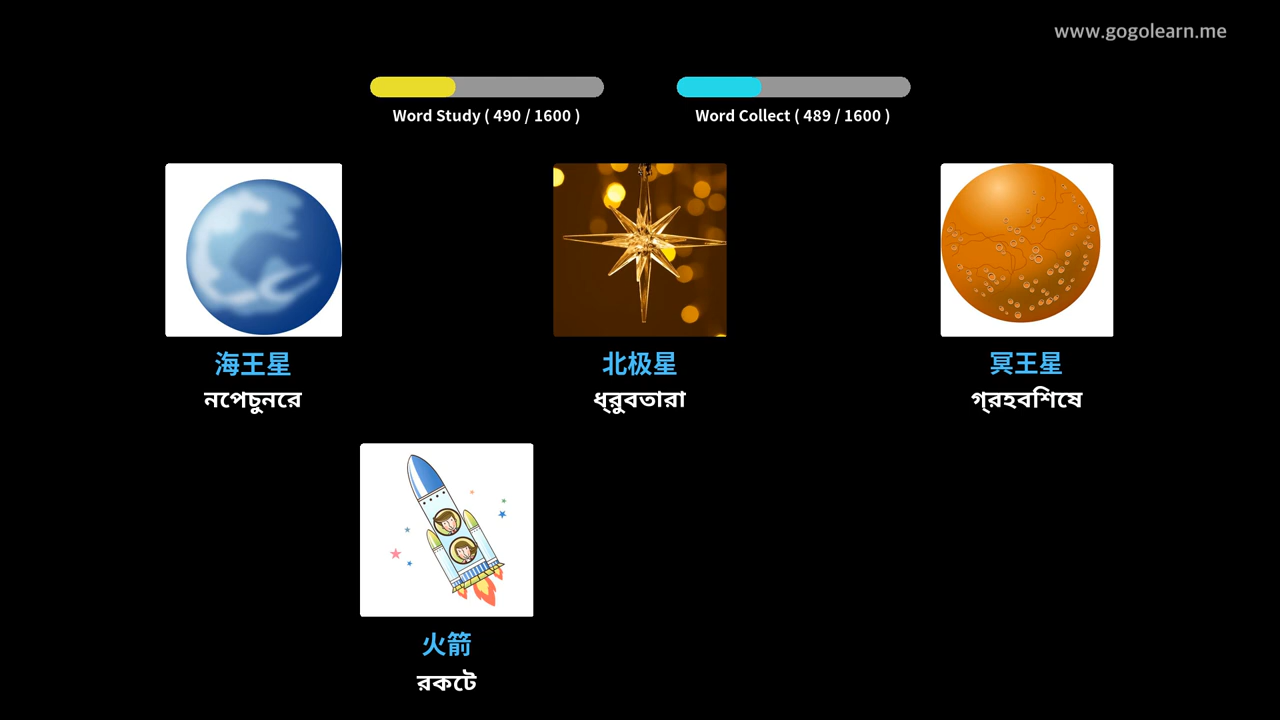 www.gogolearn.me
Word Study ( 490 / 1600 )
Word Collect ( 489 / 1600 )
海王星
北极星
冥王星
নপেচুনরে
ধ্‌রুবতারা
গ্‌রহবশিষে
火箭
রকটে